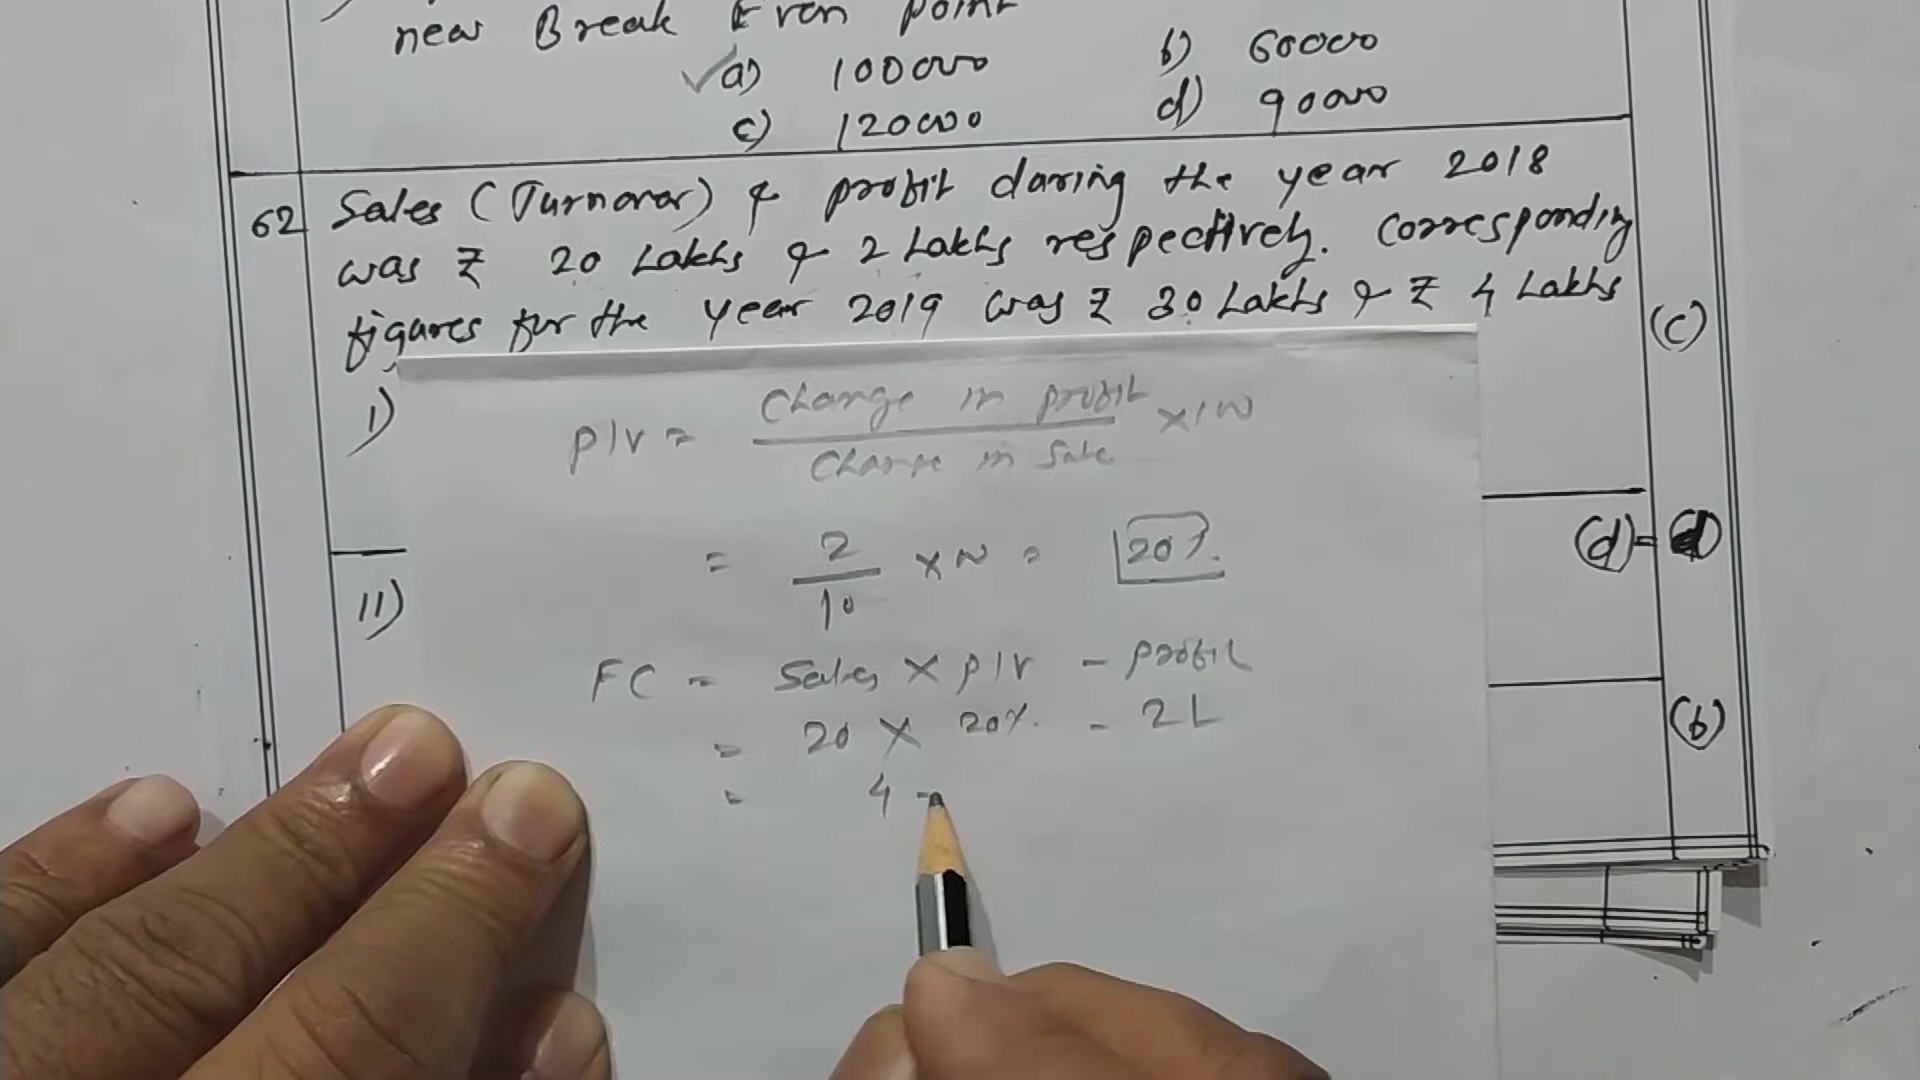 new Break Even point
a) 100000 b) 60000
c) 120000 d) 90000
62 Sales (Turnover) & profit during the year 2018
was ₹ 20 Lakhs & 2 Lakhs respectively. Corresponding
figures for the year 2019 was ₹ 30 Lakhs & ₹ 4 Lakhs
(c)
I)
P/V = Change in profit
Change in Sale
(d) =
= 2
10
= 20%
II)
FC = Sales × P/V - profit
= 20 × 20% - 2L
(b)
= 4 -